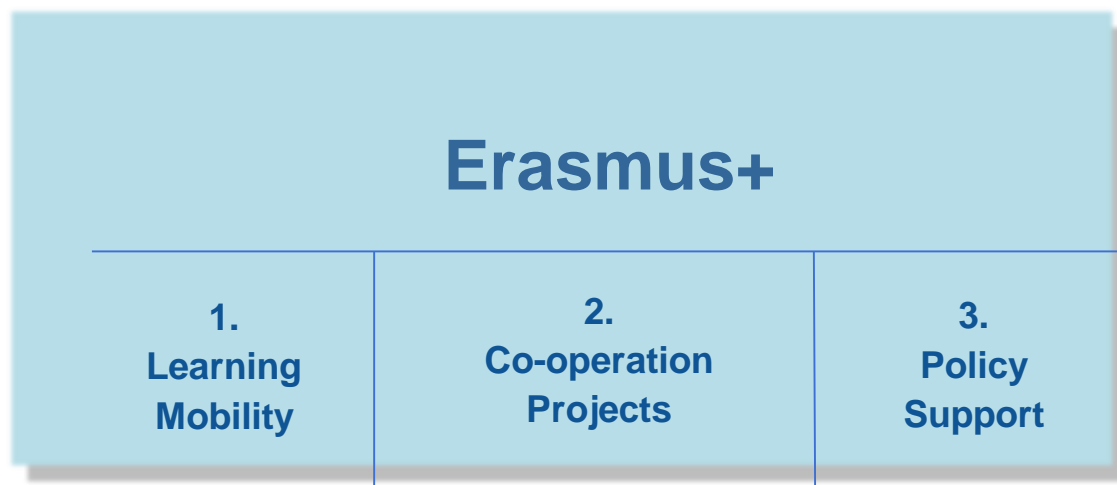 Erasmus+
1.
Learning
Mobility
2.
Co-operation
Projects
3.
Policy
Support